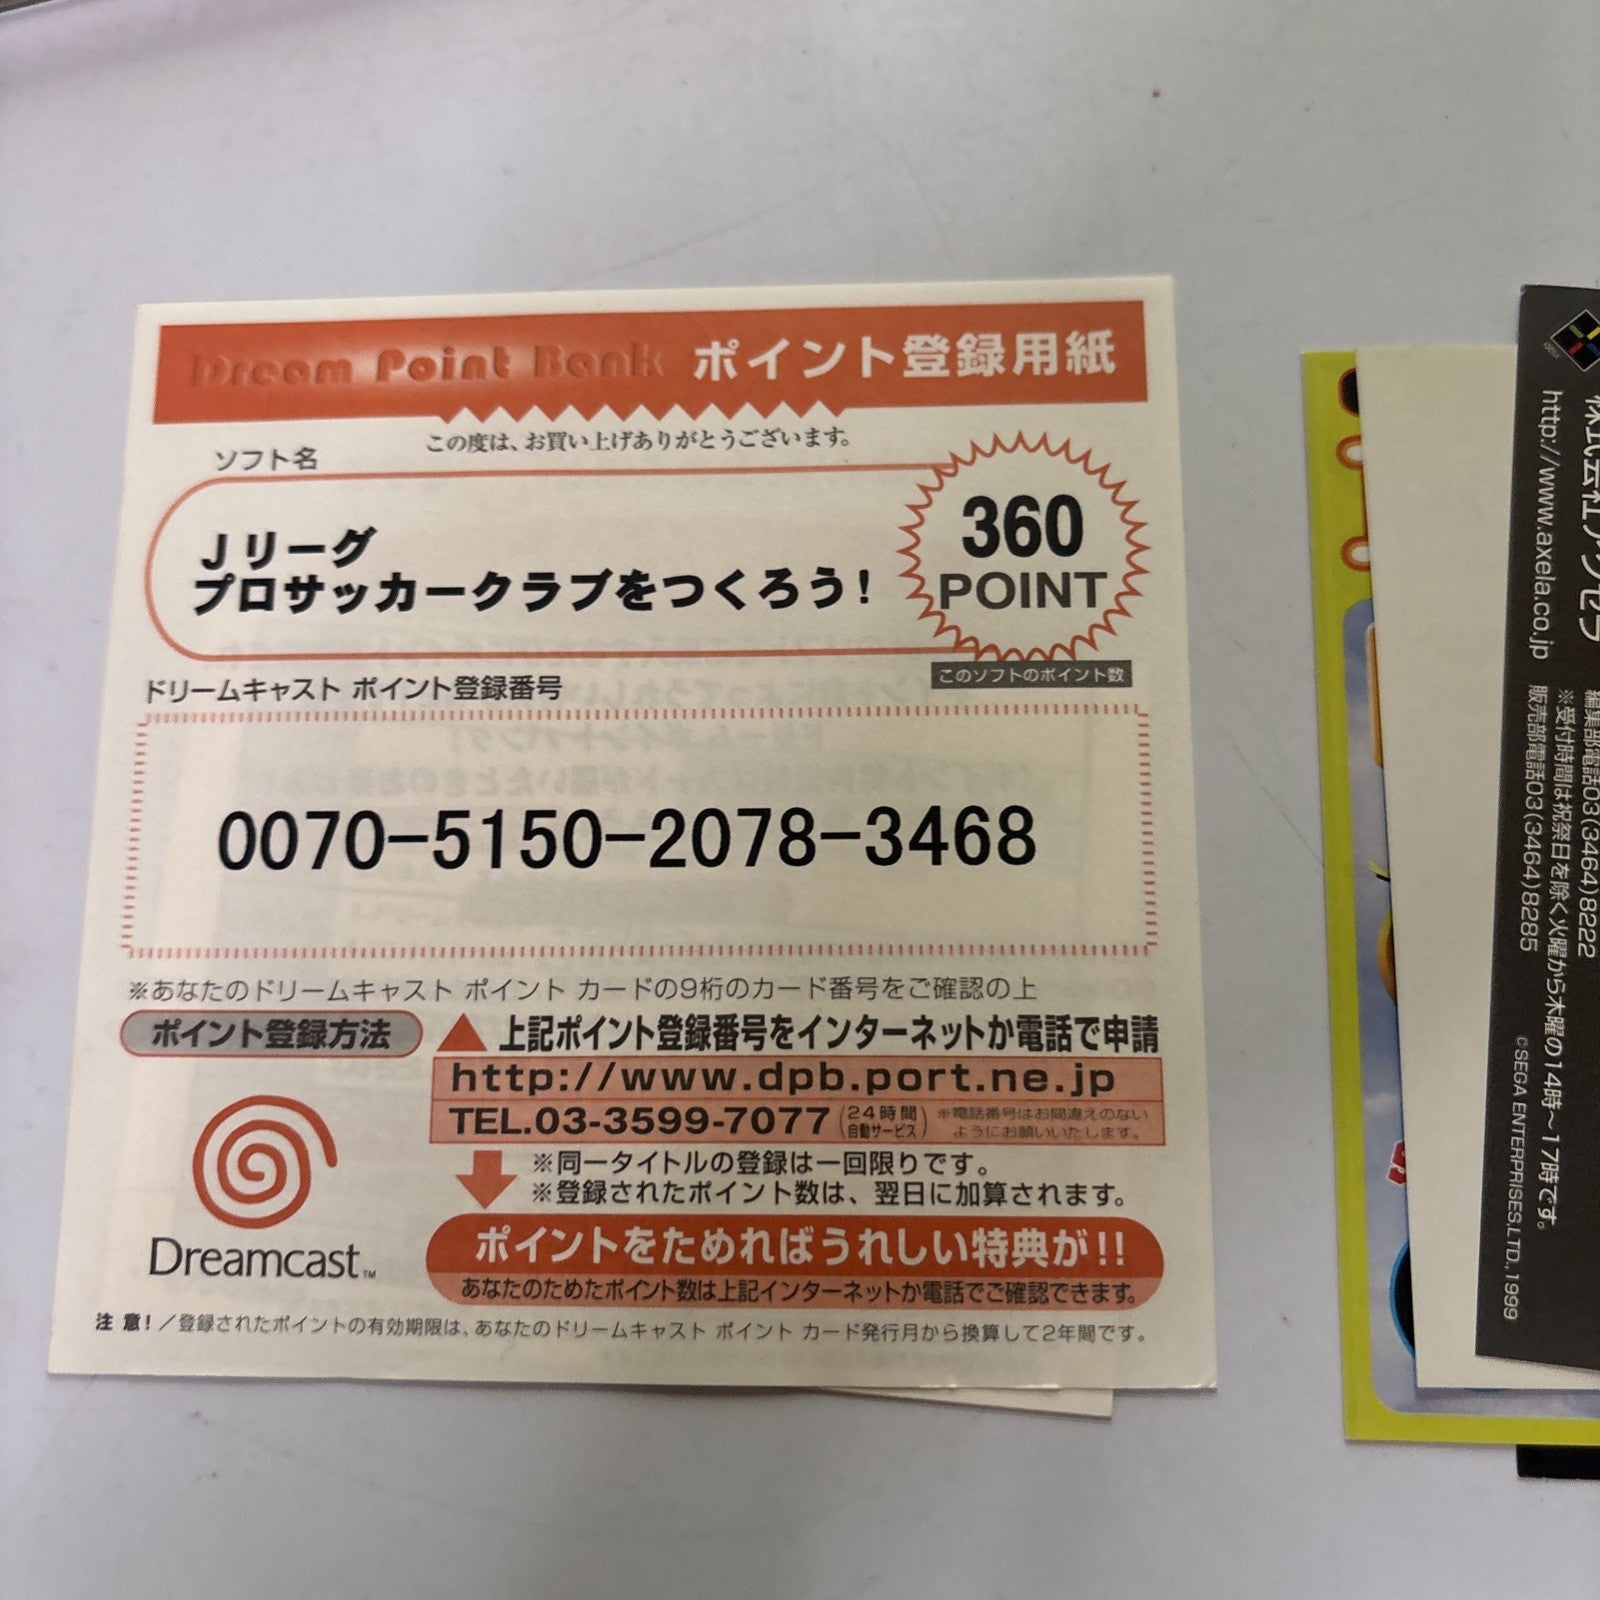 Dream Point Bank ポイント登録用紙
この度は、お買い上げありがとうございます。
ソフト名
Jリーグ
プロサッカークラブをつくろう!
360
POINT
このソフトのポイント数
ドリームキャスト ポイント登録番号
0070-5150-2078-3468
※あなたのドリームキャスト ポイント カードの9桁のカード番号をご確認の上
ポイント登録方法
上記ポイント登録番号をインターネットか電話で申請
http://www.dpb.port.ne.jp
TEL.03-3599-7077(24時間自動サービス)
※電話番号はお間違えのない
ようにお願いいたします。
※同一タイトルの登録は一回限りです。
※登録されたポイント数は、翌日に加算されます。
Dreamcast™
ポイントをためればうれしい特典が!!
あなたのためたポイント数は上記インターネットか電話でご確認できます。
注 意!/登録されたポイントの有効期限は、あなたのドリームキャスト ポイント カード発行月から換算して2年間です。
株式会社アクセラ
http://www.axela.co.jp
編集部電話03(3464)8222
販売部電話03(3464)8285
※受付時間は祝祭日を除く火曜から木曜の14時~17時です。
©SEGA ENTERPRISES,LTD.,1999